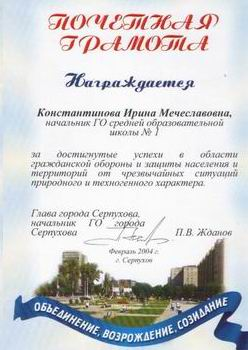 ПОЧЕТНАЯ
ГРАМОТА
Награждается
Константинова Ирина Мечеславовна,
начальник ГО средней образовательной
школы № 1
за достигнутые успехи в области
гражданской обороны и защиты населения и
территорий от чрезвычайных ситуаций
природного и техногенного характера.
Глава города Серпухова,
начальник ГО города
Серпухова П.В. Жданов
Февраль 2004 г.
г. Серпухов
ОБЪЕДИНЕНИЕ, ВОЗРОЖДЕНИЕ, СОЗИДАНИЕ